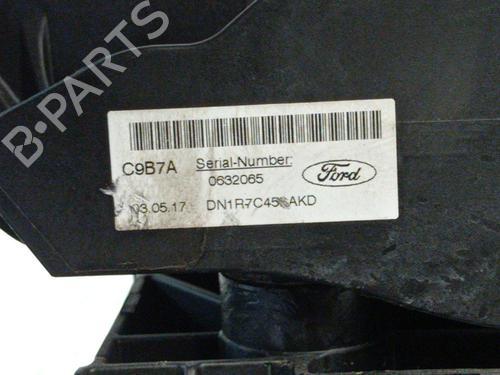 B-PARTS
C9B7A Serial-Number:
0632065
Ford
03.05.17